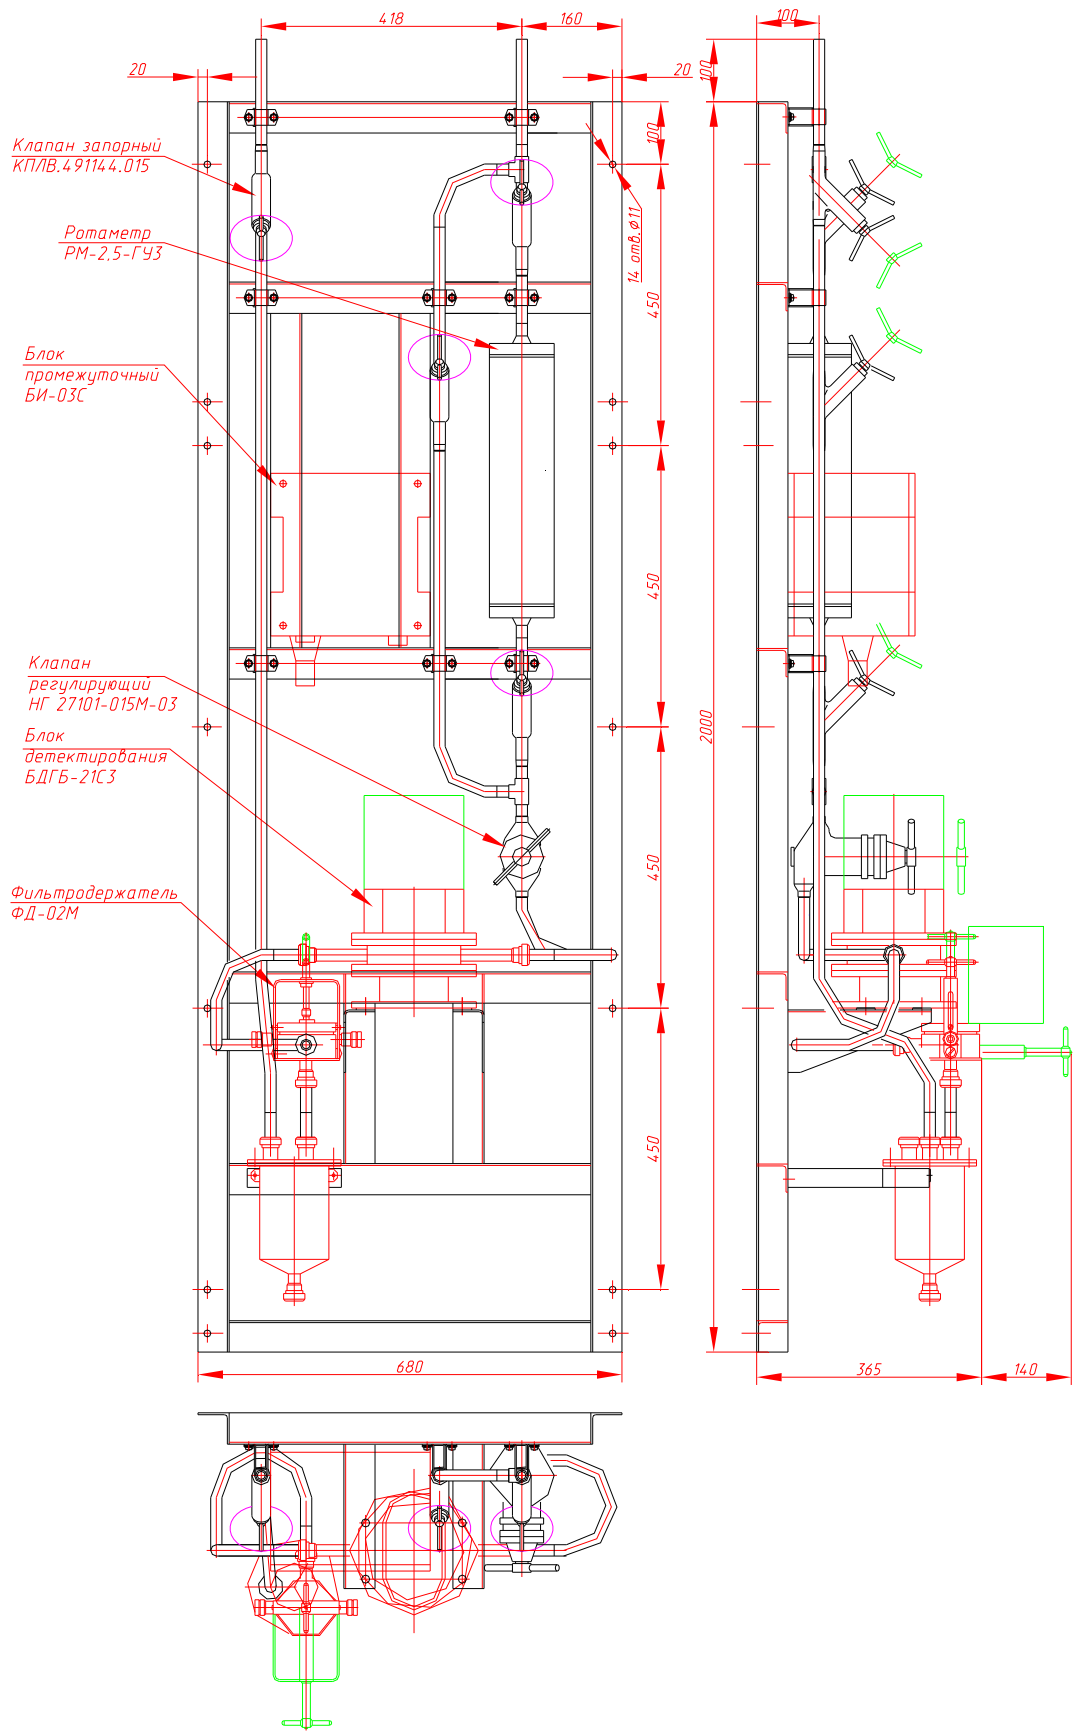 418
160
100
20
20
100
100
Клапан запорный
КПЛВ.491144.015
Ротаметр
РМ-2,5-ГУЗ
14 отв.ø11
450
Блок
промежуточный
БИ-03С
450
Клапан
регулирующий
НГ 27101-015М-03
Блок
детектирования
БДГБ-21С3
2000
450
Фильтродержатель
ФД-02М
450
680
365
140